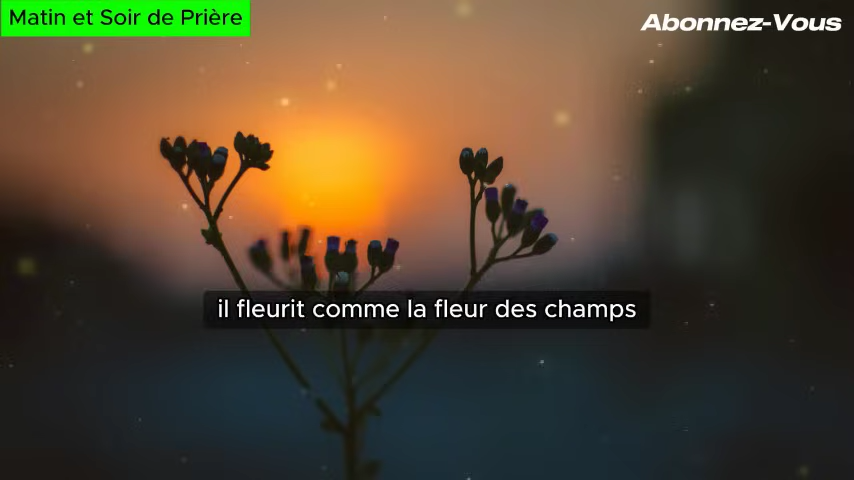 Matin et Soir de Prière
Abonnez-Vous
il fleurit comme la fleur des champs